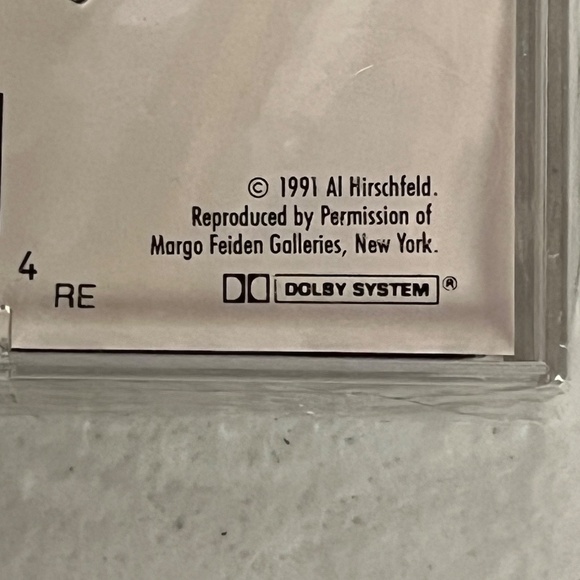 © 1991 Al Hirschfeld.
Reproduced by Permission of
Margo Feiden Galleries, New York.
4
RE
DOLBY SYSTEM ®